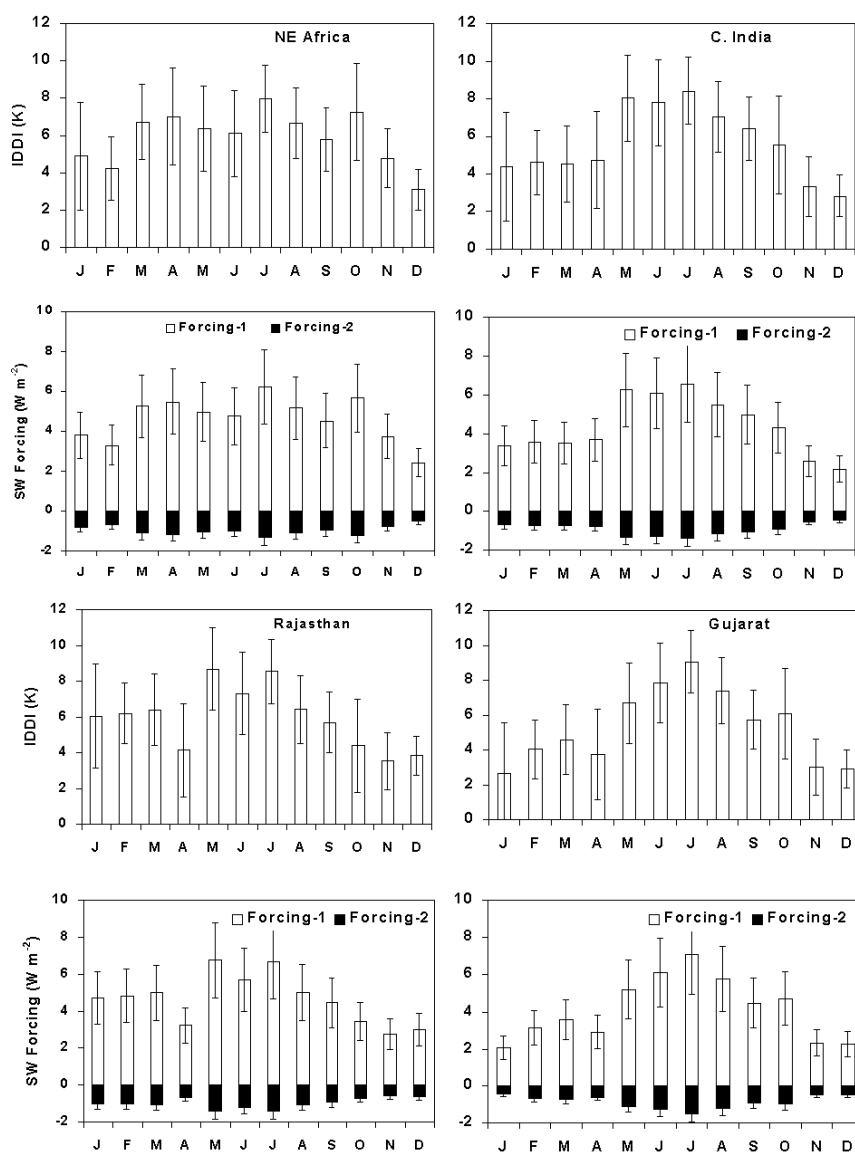 NE Africa
IDDI (K)
12
10
8
6
4
2
0
J F M A M J J A S O N D
C. India
12
10
8
6
4
2
0
J F M A M J J A S O N D
Forcing-1 Forcing-2
SW Forcing (W m-2)
10
8
6
4
2
0
-2
J F M A M J J A S O N D
Forcing-1 Forcing-2
10
8
6
4
2
0
-2
J F M A M J J A S O N D
Rajasthan
IDDI (K)
12
10
8
6
4
2
0
J F M A M J J A S O N D
Gujarat
12
10
8
6
4
2
0
J F M A M J J A S O N D
Forcing-1 Forcing-2
SW Forcing (W m-2)
10
8
6
4
2
0
-2
J F M A M J J A S O N D
Forcing-1 Forcing-2
10
8
6
4
2
0
-2
J F M A M J J A S O N D